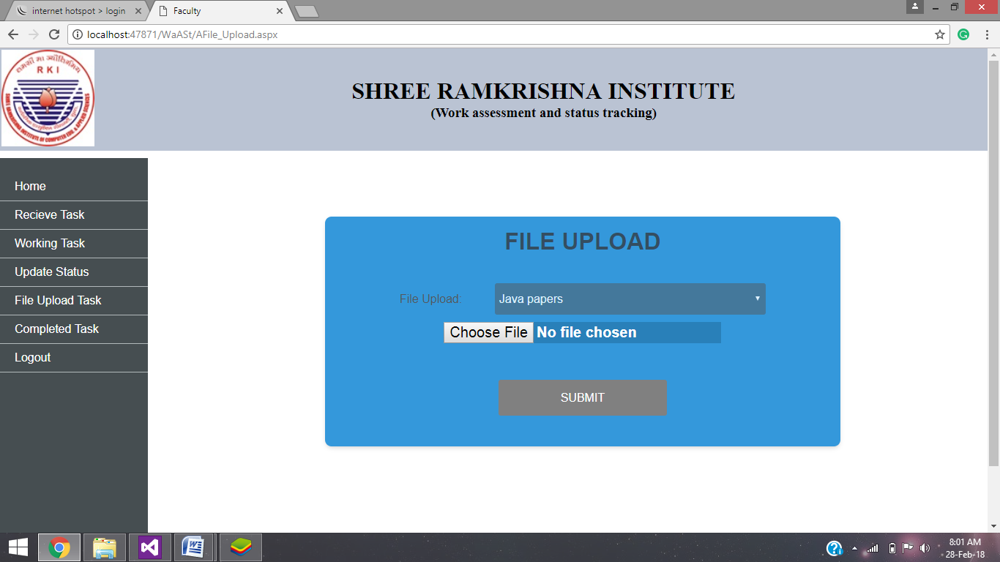 internet hotspot > login
Faculty
localhost:47871/WaASt/AFile_Upload.aspx
RKI
SHREE RAMKRISHNA INSTITUTE
(Work assessment and status tracking)
Home
Recieve Task
Working Task
Update Status
File Upload Task
Completed Task
Logout
FILE UPLOAD
File Upload:
Java papers
Choose File No file chosen
SUBMIT
8:01 AM
28-Feb-18